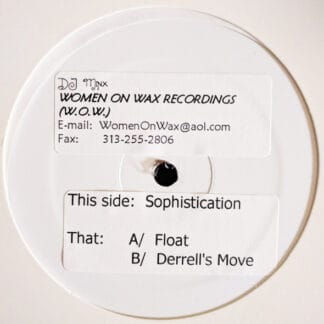 DJ Minx
WOMEN ON WAX RECORDINGS
(W.O.W.)
E-mail: WomenOnWax@aol.com
Fax: 313-255-2806
This side: Sophistication
That: A/ Float
B/ Derrell's Move